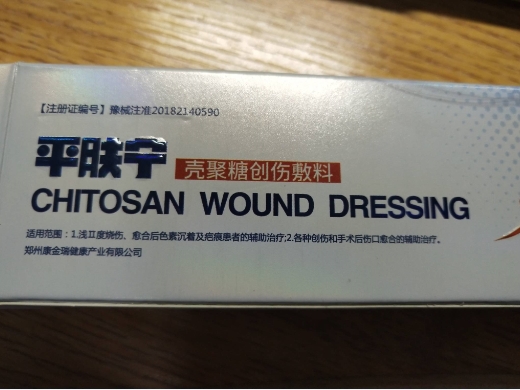 【注册证编号】豫械注准20182140590
平肤宁 壳聚糖创伤敷料
CHITOSAN WOUND DRESSING
适用范围：1.浅Ⅱ度烧伤、愈合后色素沉着及疤痕患者的辅助治疗;2.各种创伤和手术后伤口愈合的辅助治疗。
郑州康金瑞健康产业有限公司